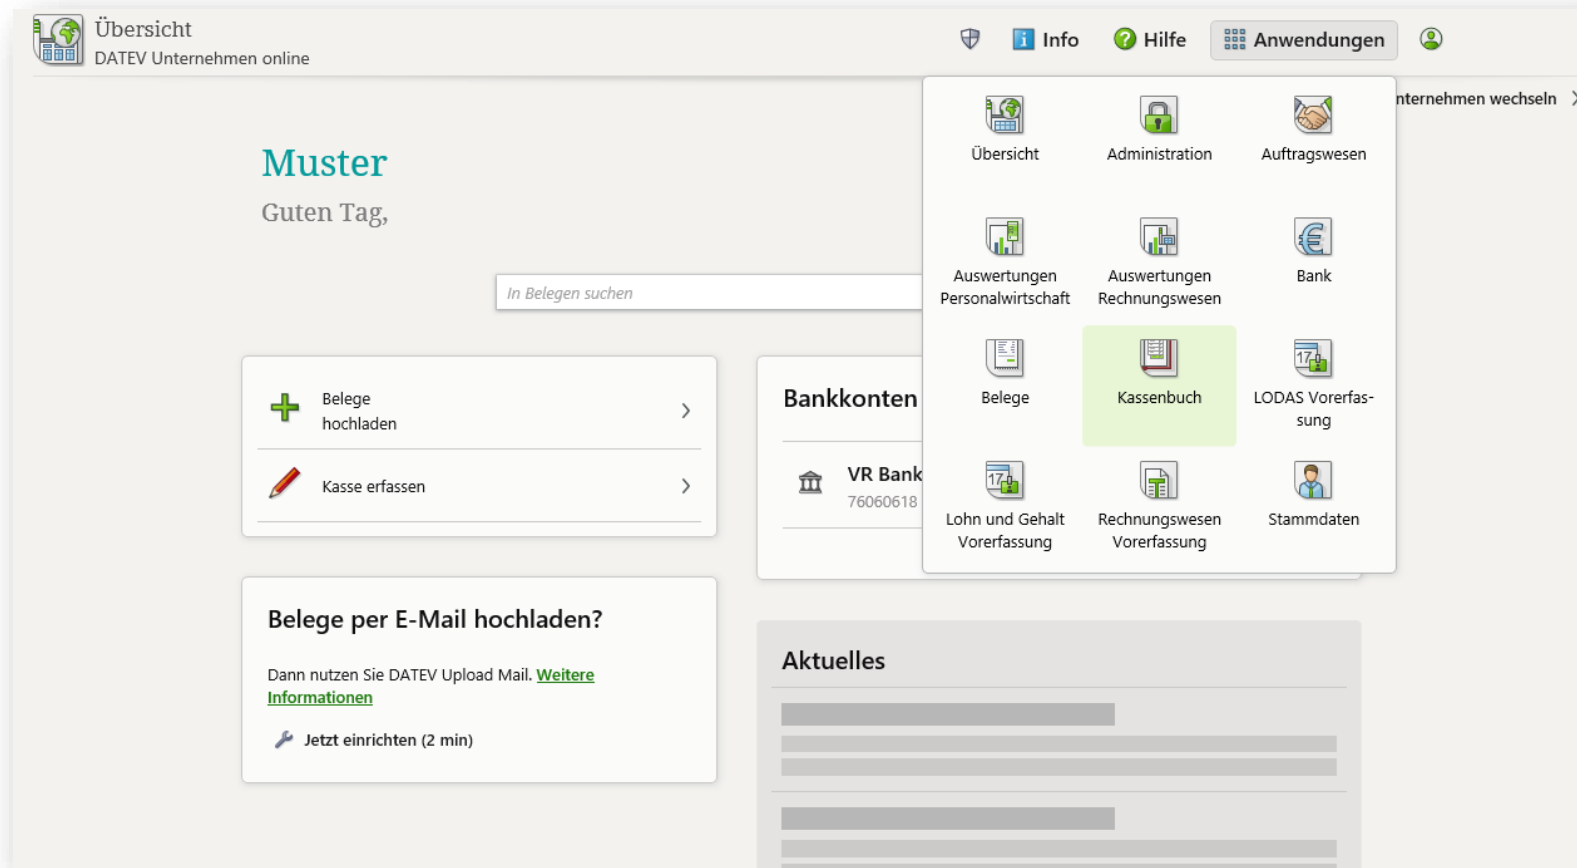 Übersicht
DATEV Unternehmen online
Info
Hilfe
Anwendungen
wechseln
Muster
Guten Tag,
In Belegen suchen
Belege
hochladen
Kasse erfassen
Belege per E-Mail hochladen?
Dann nutzen Sie DATEV Upload Mail. Weitere
Informationen
Jetzt einrichten (2 min)
Bankkonten
VR Bank
76060618
Übersicht
Administration
Auftragswesen
Auswertungen
Personalwirtschaft
Auswertungen
Rechnungswesen
Bank
Belege
Kassenbuch
LODAS Vorerfas-
sung
Lohn und Gehalt
Vorerfassung
Rechnungswesen
Vorerfassung
Stammdaten
Aktuelles